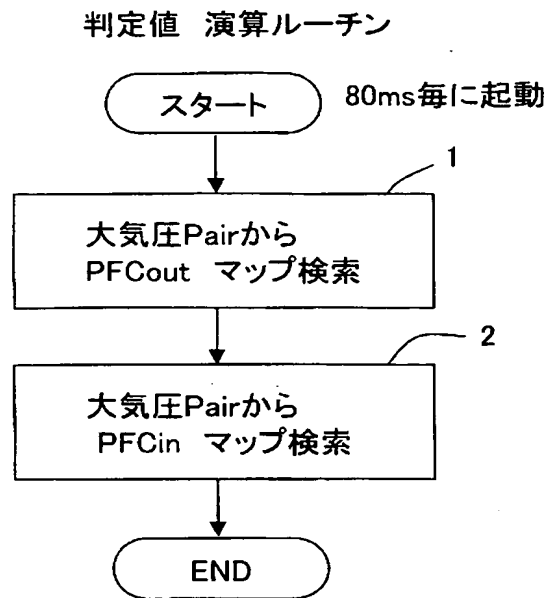 判定値 演算ルーチン
スタート
80ms毎に起動
1
大気圧Pairから
PFCout マップ検索
2
大気圧Pairから
PFCin マップ検索
END